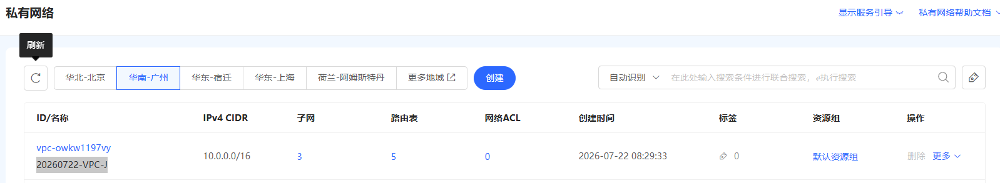 私有网络
显示服务引导
私有网络帮助文档
刷新
华北-北京 华南-广州 华东-宿迁 华东-上海 荷兰-阿姆斯特丹 更多地域 创建 自动识别 在此处输入搜索条件进行联合搜索，↵执行搜索
ID/名称 IPv4 CIDR 子网 路由表 网络ACL 创建时间 标签 资源组 操作
vpc-owkw1197vy
20260722-VPC-J
10.0.0.0/16 3 5 0 2026-07-22 08:29:33 0 默认资源组 删除 更多